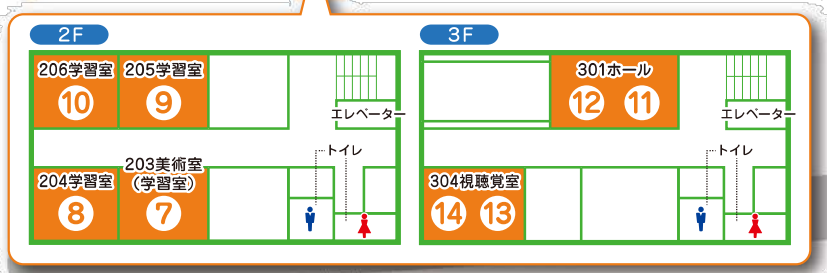 2F
206学習室
205学習室
10
9
エレベーター
トイレ
204学習室
203美術室
(学習室)
8
7
3F
301ホール
12
11
エレベーター
トイレ
304視聴覚室
14
13